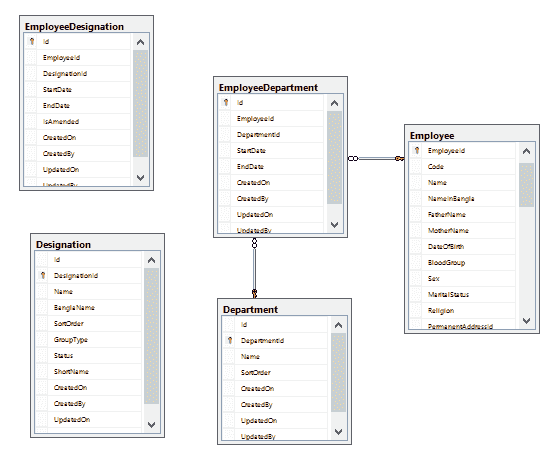 EmployeeDesignation
Id
EmployeeId
DesignationId
StartDate
EndDate
IsAmended
CreatedOn
CreatedBy
UpdatedOn
UpdatedBy
EmployeeDepartment
Id
EmployeeId
DepartmentId
StartDate
EndDate
CreatedOn
CreatedBy
UpdatedOn
UpdatedBy
Employee
EmployeeId
Code
Name
NameInBangla
FatherName
MotherName
DateOfBirth
BloodGroup
Sex
MaritalStatus
Religion
PermanentAddressId
Designation
Id
DesignationId
Name
BanglaName
SortOrder
GroupType
Status
ShortName
CreatedOn
CreatedBy
UpdatedOn
Department
Id
DepartmentId
Name
SortOrder
CreatedOn
CreatedBy
UpdatedOn
UpdatedBy